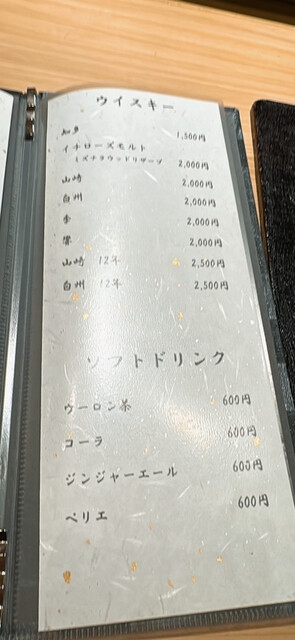 ウイスキー
知多 1,500円
イチローズモルト
ミズナラウッドリザーブ 2,000円
山崎 2,000円
白州 2,000円
季 2,000円
響 2,000円
山崎 12年 2,500円
白州 12年 2,500円
ソフトドリンク
ウーロン茶 600円
コーラ 600円
ジンジャーエール 600円
ペリエ 600円